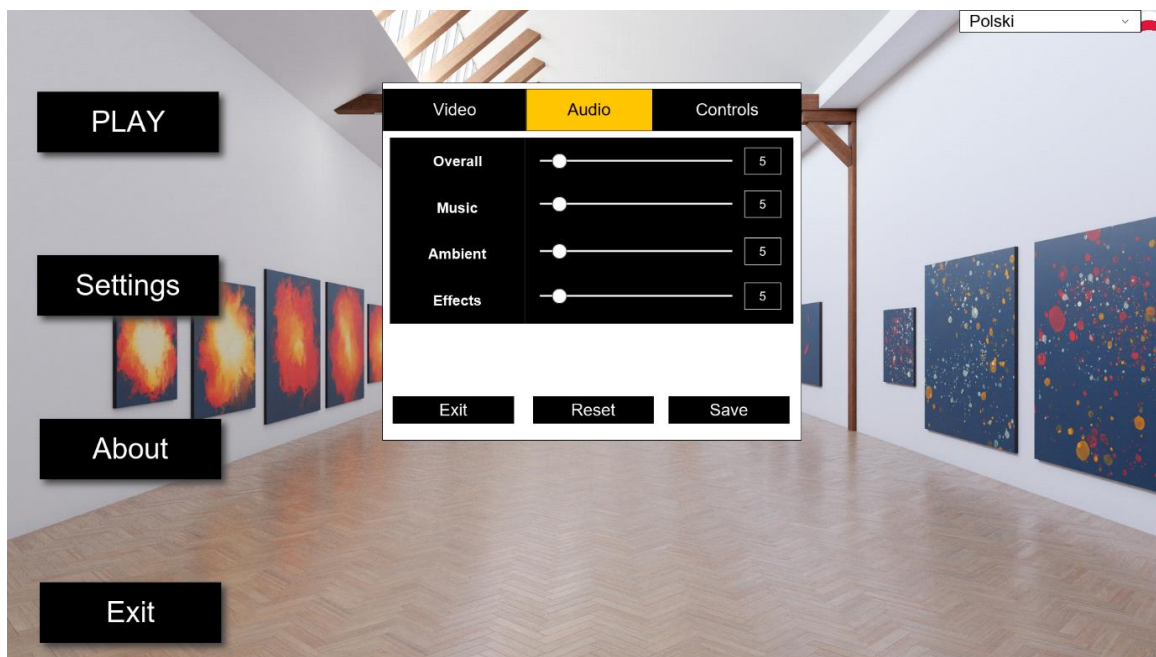 Polski
PLAY
Settings
About
Exit
Video Audio Controls
Overall 5
Music 5
Ambient 5
Effects 5
Exit Reset Save